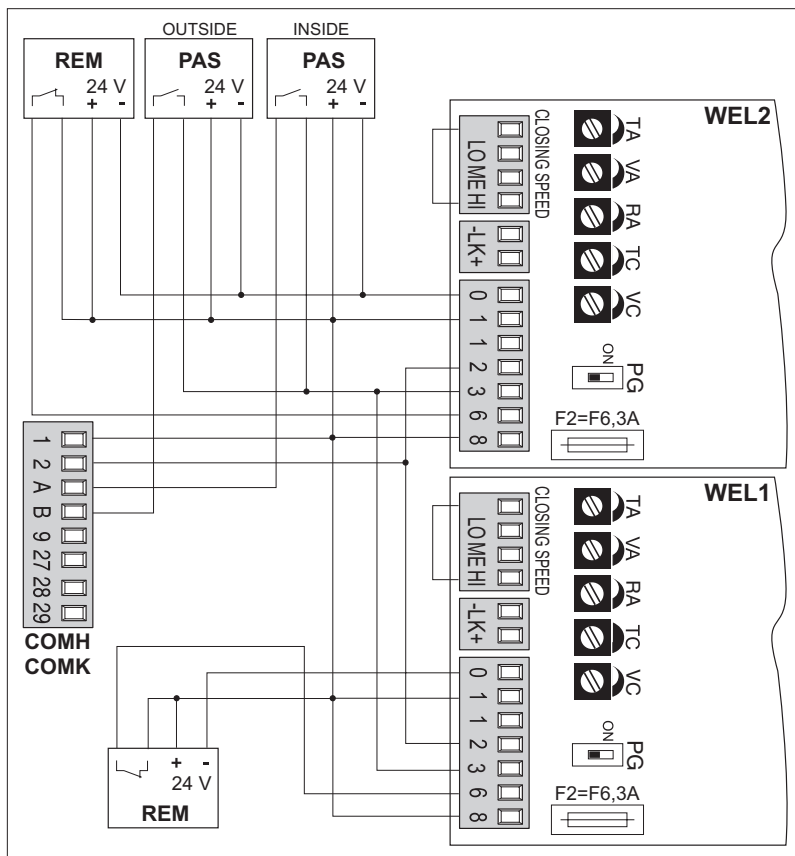 OUTSIDE
INSIDE
REM
24 V
+ -
PAS
24 V
+ -
PAS
24 V
+ -
WEL2
CLOSING SPEED
LO ME HI
-LK+
0
1
1
2
3
6
8
TA
VA
RA
TC
VC
ON
PG
F2=F6,3A
1
2
A
B
9
27
28
29
COMH
COMK
WEL1
CLOSING SPEED
LO ME HI
-LK+
0
1
1
2
3
6
8
TA
VA
RA
TC
VC
ON
PG
F2=F6,3A
+ -
24 V
REM